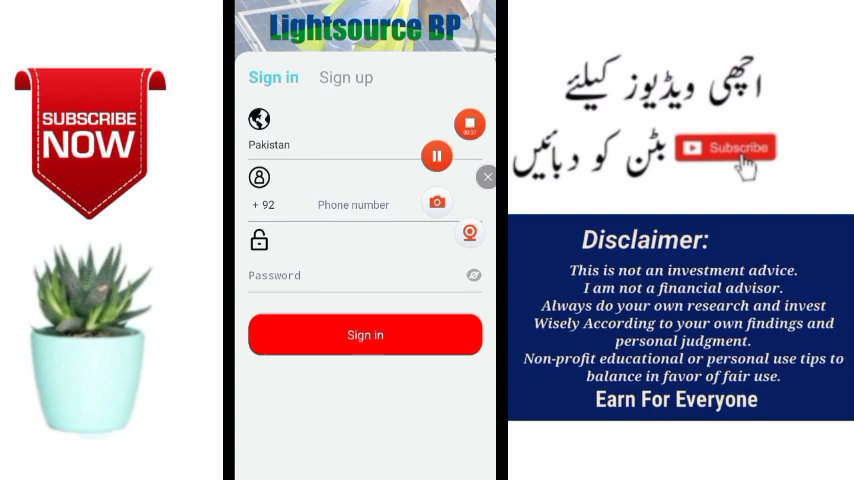 SUBSCRIBE
NOW
Lightsource BP
Sign in
Sign up
00:37
Pakistan
+ 92
Phone number
Password
Sign in
اچھی ویڈیوز کیلئے
بٹن کو دبائیں
Subscribe
Disclaimer:
This is not an investment advice.
I am not a financial advisor.
Always do your own research and invest
Wisely According to your own findings and
personal judgment.
Non-profit educational or personal use tips to
balance in favor of fair use.
Earn For Everyone